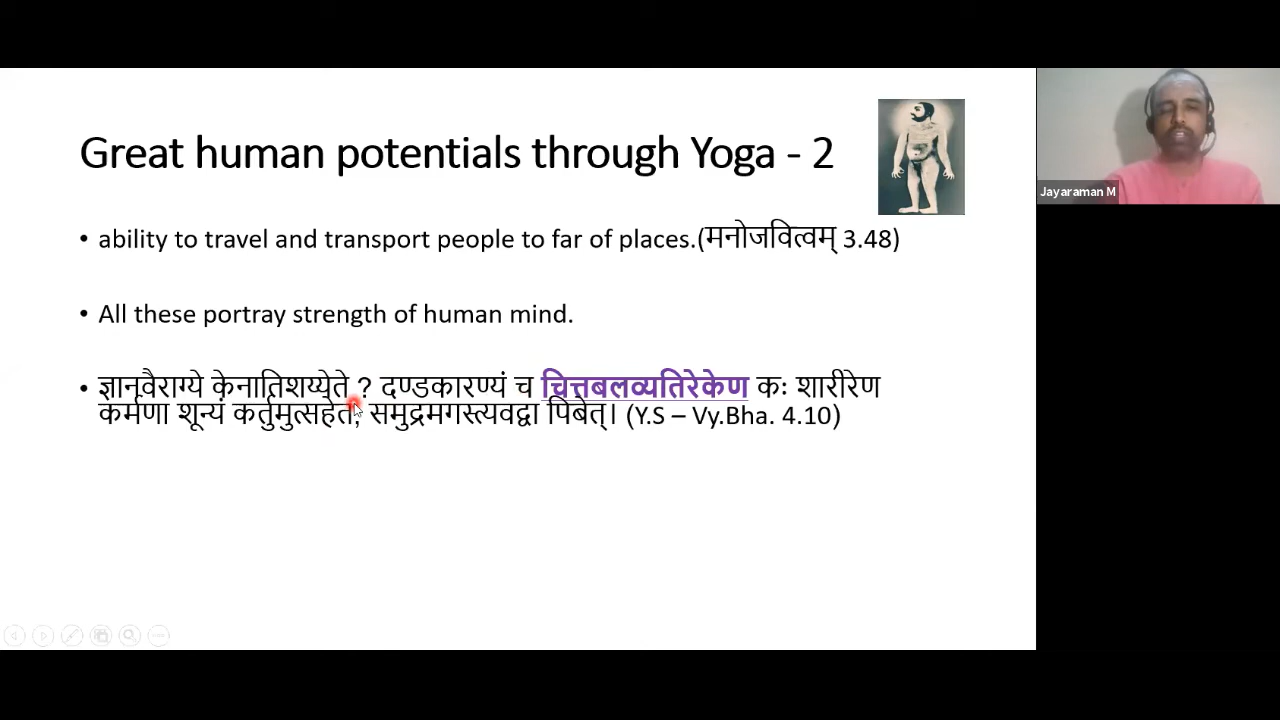 Great human potentials through Yoga - 2
• ability to travel and transport people to far of places.(मनोजवित्वम् 3.48)
• All these portray strength of human mind.
• ज्ञानवैराग्ये केनातिशय्येते ? दण्डकारण्यं च चित्तबलव्यतिरेकेण कः शारीरेण
कर्मणा शून्यं कर्तुमुत्सहेत, समुद्रमगस्त्यवद्वा पिबेत्। (Y.S – Vy.Bha. 4.10)
Jayaraman M